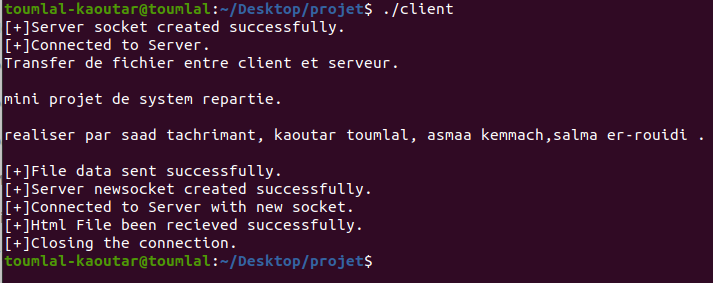 toumlal-kaoutar@toumlal:~/Desktop/projet$ ./client
[+]Server socket created successfully.
[+]Connected to Server.
Transfer de fichier entre client et serveur.
mini projet de system repartie.
realiser par saad tachrimant, kaoutar toumlal, asmaa kemmach,salma er-rouidi .
[+]File data sent successfully.
[+]Server newsocket created successfully.
[+]Connected to Server with new socket.
[+]Html File been recieved successfully.
[+]Closing the connection.
toumlal-kaoutar@toumlal:~/Desktop/projet$